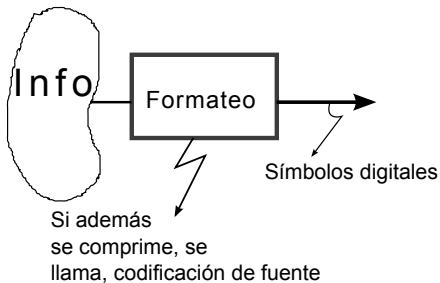 Info
Formateo
Símbolos digitales
Si además
se comprime, se
llama, codificación de fuente